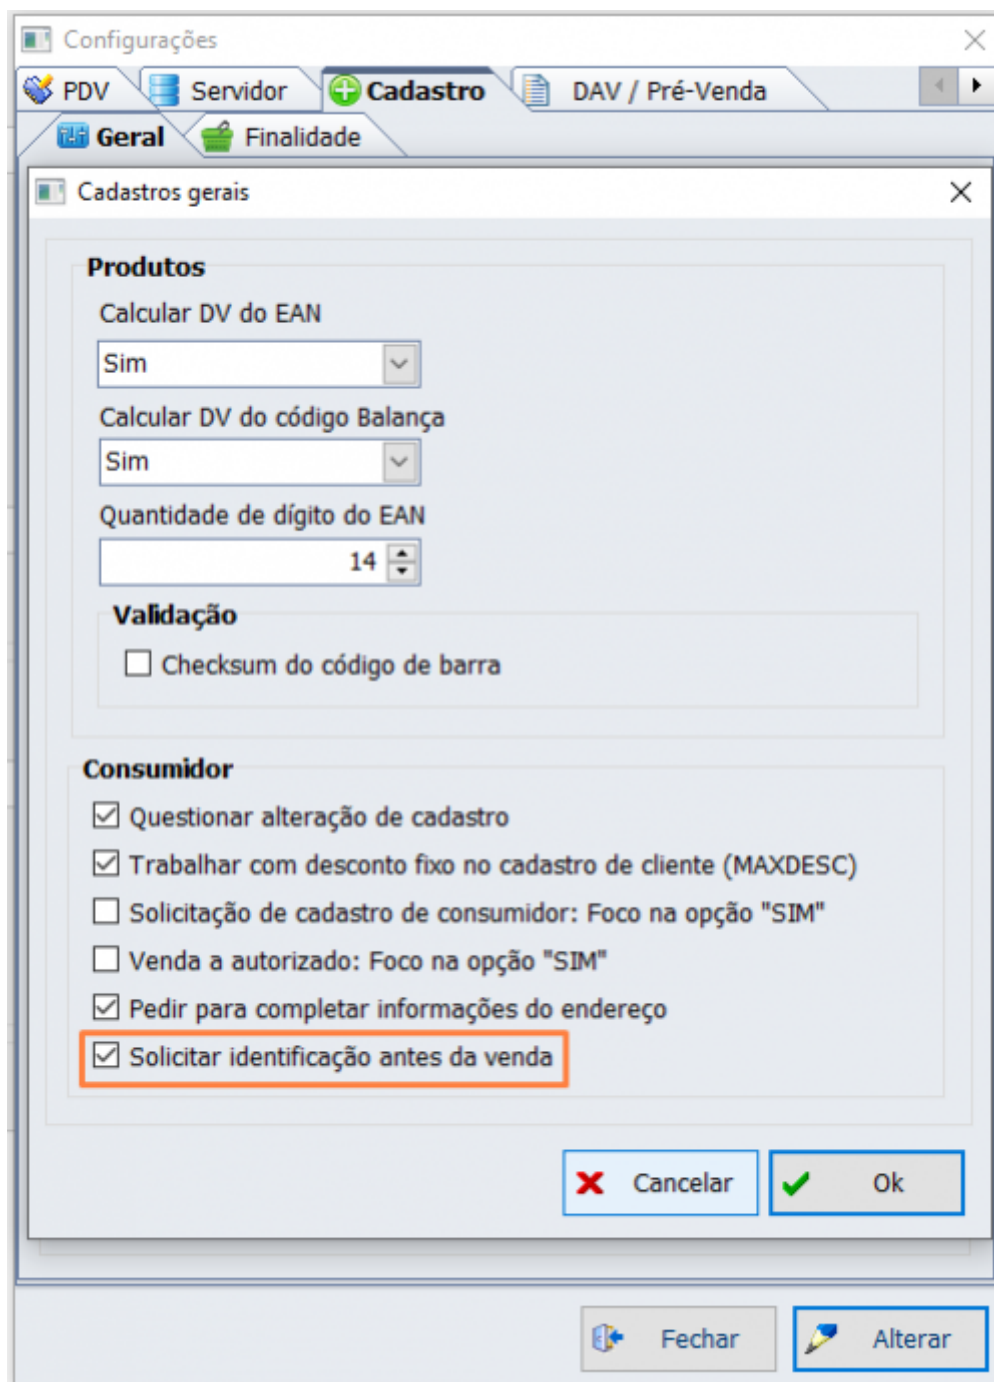 Configurações
PDV Servidor Cadastro DAV / Pré-Venda
Geral Finalidade
Cadastros gerais
Produtos
Calcular DV do EAN
Sim
Calcular DV do código Balança
Sim
Quantidade de dígito do EAN
14
Validação
Checksum do código de barra
Consumidor
Questionar alteração de cadastro
Trabalhar com desconto fixo no cadastro de cliente (MAXDESC)
Solicitação de cadastro de consumidor: Foco na opção "SIM"
Venda a autorizado: Foco na opção "SIM"
Pedir para completar informações do endereço
Solicitar identificação antes da venda
Cancelar Ok
Fechar Alterar